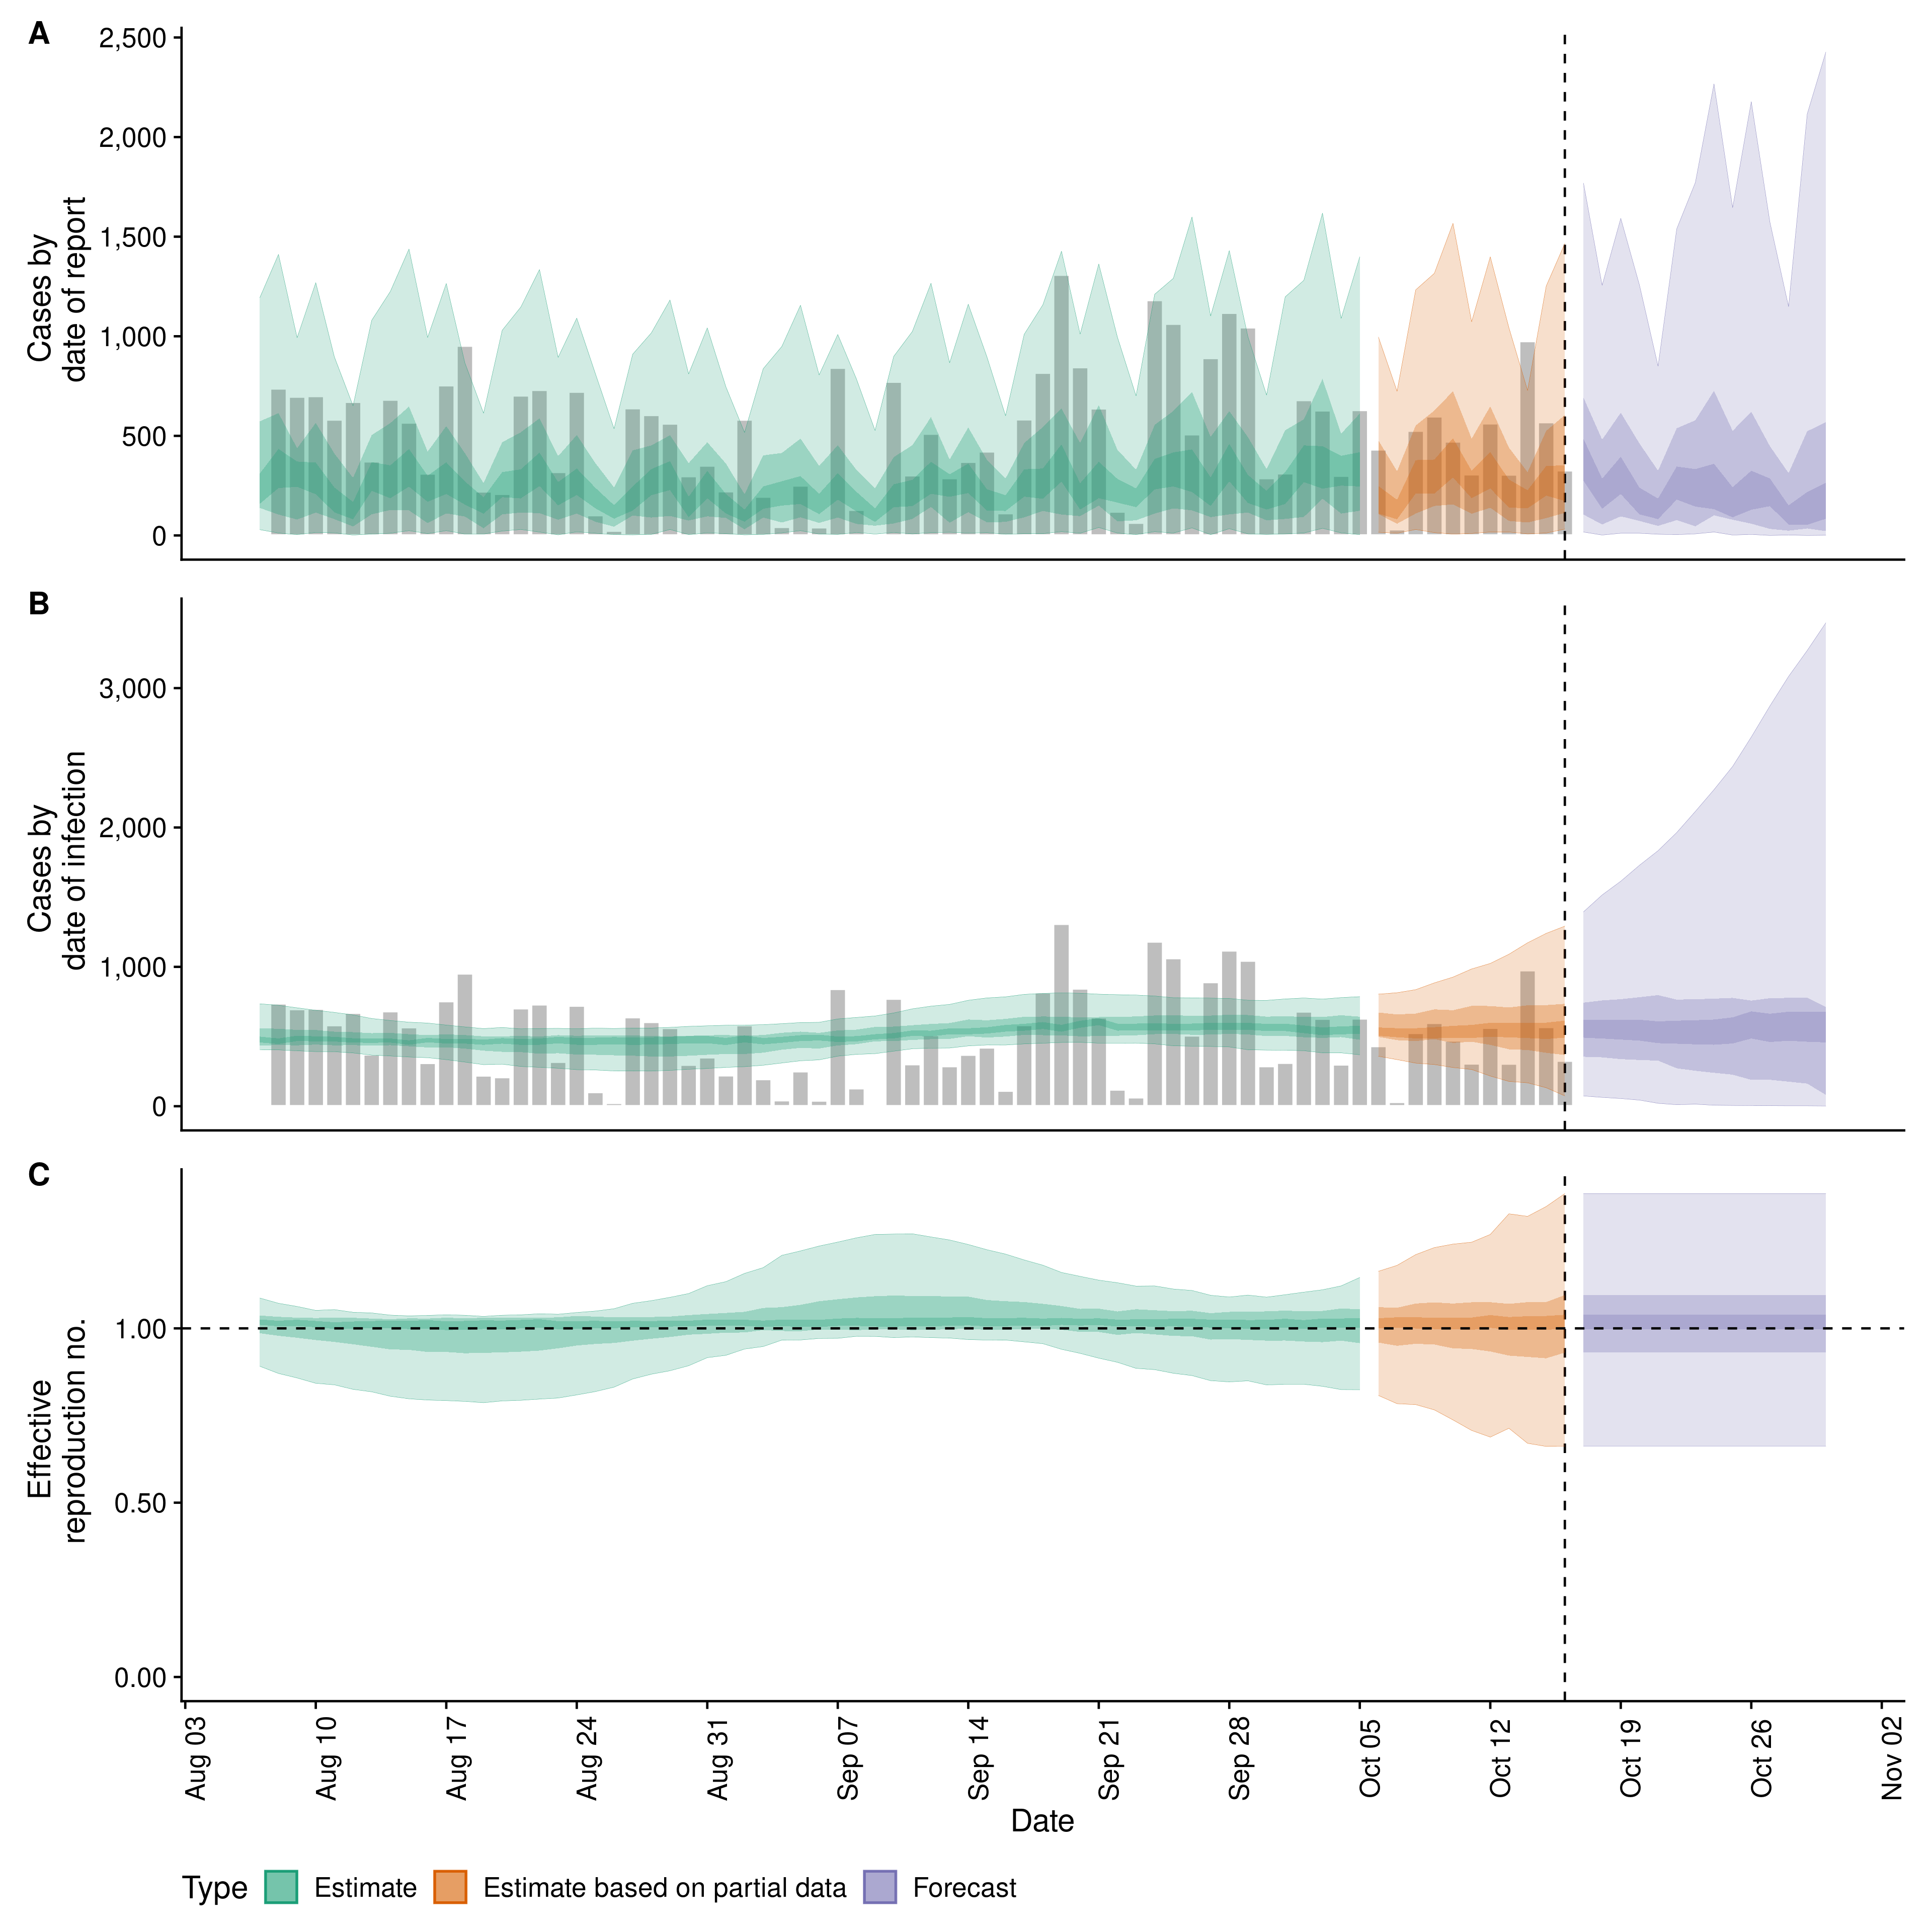 A
2,500
2,000
1,500
1,000
500
0
Cases by
date of report
B
3,000
2,000
1,000
0
Cases by
date of infection
C
1.00
0.50
0.00
Effective
reproduction no.
Aug 03
Aug 10
Aug 17
Aug 24
Aug 31
Sep 07
Sep 14
Sep 21
Sep 28
Oct 05
Oct 12
Oct 19
Oct 26
Nov 02
Date
Type Estimate Estimate based on partial data Forecast